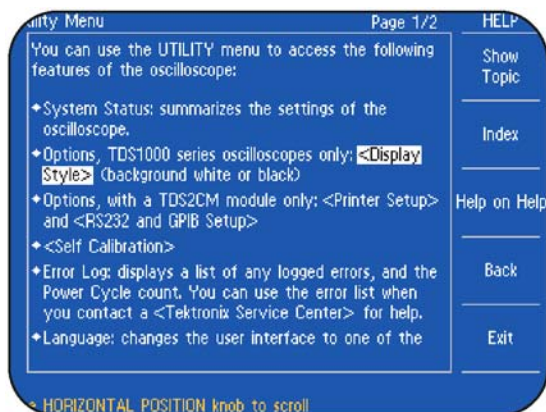 ility Menu Page 1/2 HELP
You can use the UTILITY menu to access the following
features of the oscilloscope:
◆System Status: summarizes the settings of the
oscilloscope.
◆Options, TDS1000 series oscilloscopes only: <Display
Style> (background white or black)
◆Options, with a TDS2CM module only: <Printer Setup>
and <RS232 and GPIB Setup>
◆<Self Calibration>
◆Error Log: displays a list of any logged errors, and the
Power Cycle count. You can use the error list when
you contact a <Tektronix Service Center> for help.
◆Language: changes the user interface to one of the
HORIZONTAL POSITION knob to scroll
Show
Topic
Index
Help on Help
Back
Exit